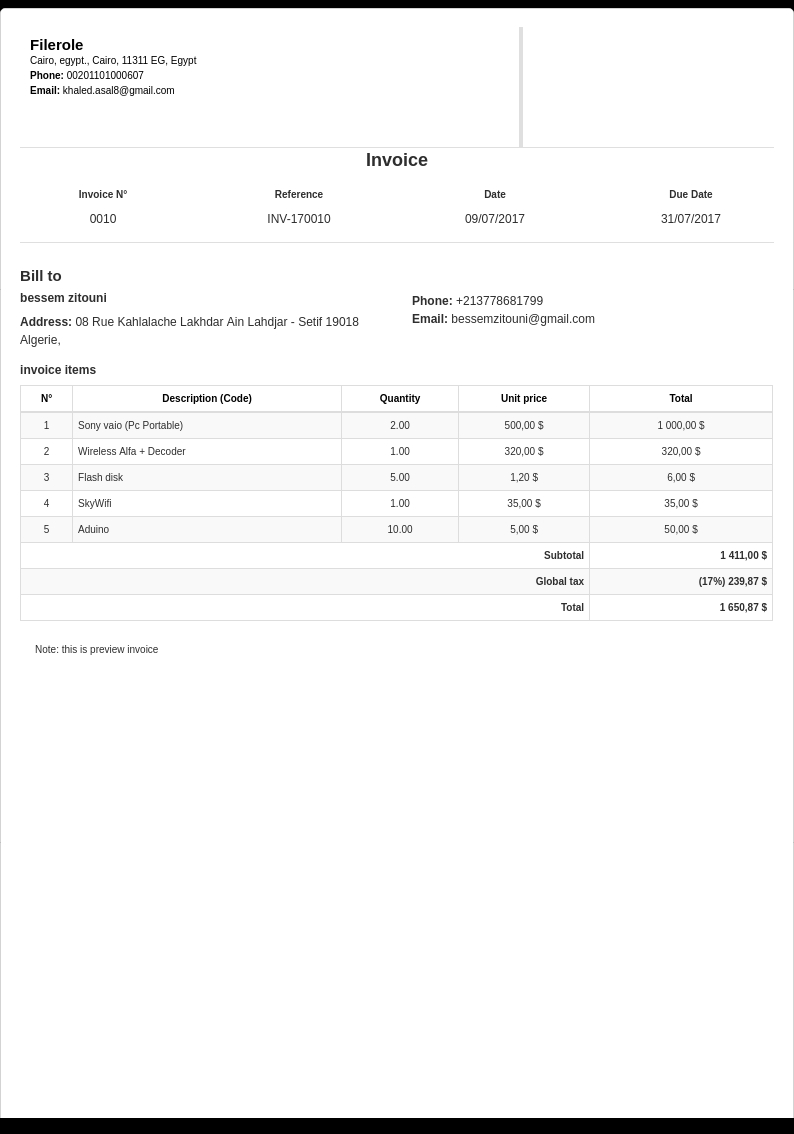 Filerole
Cairo, egypt., Cairo, 11311 EG, Egypt
Phone: 00201101000607
Email: khaled.asal8@gmail.com
Invoice
Invoice N° Reference Date Due Date
0010 INV-170010 09/07/2017 31/07/2017
Bill to
bessem zitouni
Address: 08 Rue Kahlalache Lakhdar Ain Lahdjar - Setif 19018
Algerie,
Phone: +213778681799
Email: bessemzitouni@gmail.com
invoice items
N° Description (Code) Quantity Unit price Total
1 Sony vaio (Pc Portable) 2.00 500,00 $ 1 000,00 $
2 Wireless Alfa + Decoder 1.00 320,00 $ 320,00 $
3 Flash disk 5.00 1,20 $ 6,00 $
4 SkyWifi 1.00 35,00 $ 35,00 $
5 Aduino 10.00 5,00 $ 50,00 $
Subtotal 1 411,00 $
Global tax (17%) 239,87 $
Total 1 650,87 $
Note: this is preview invoice